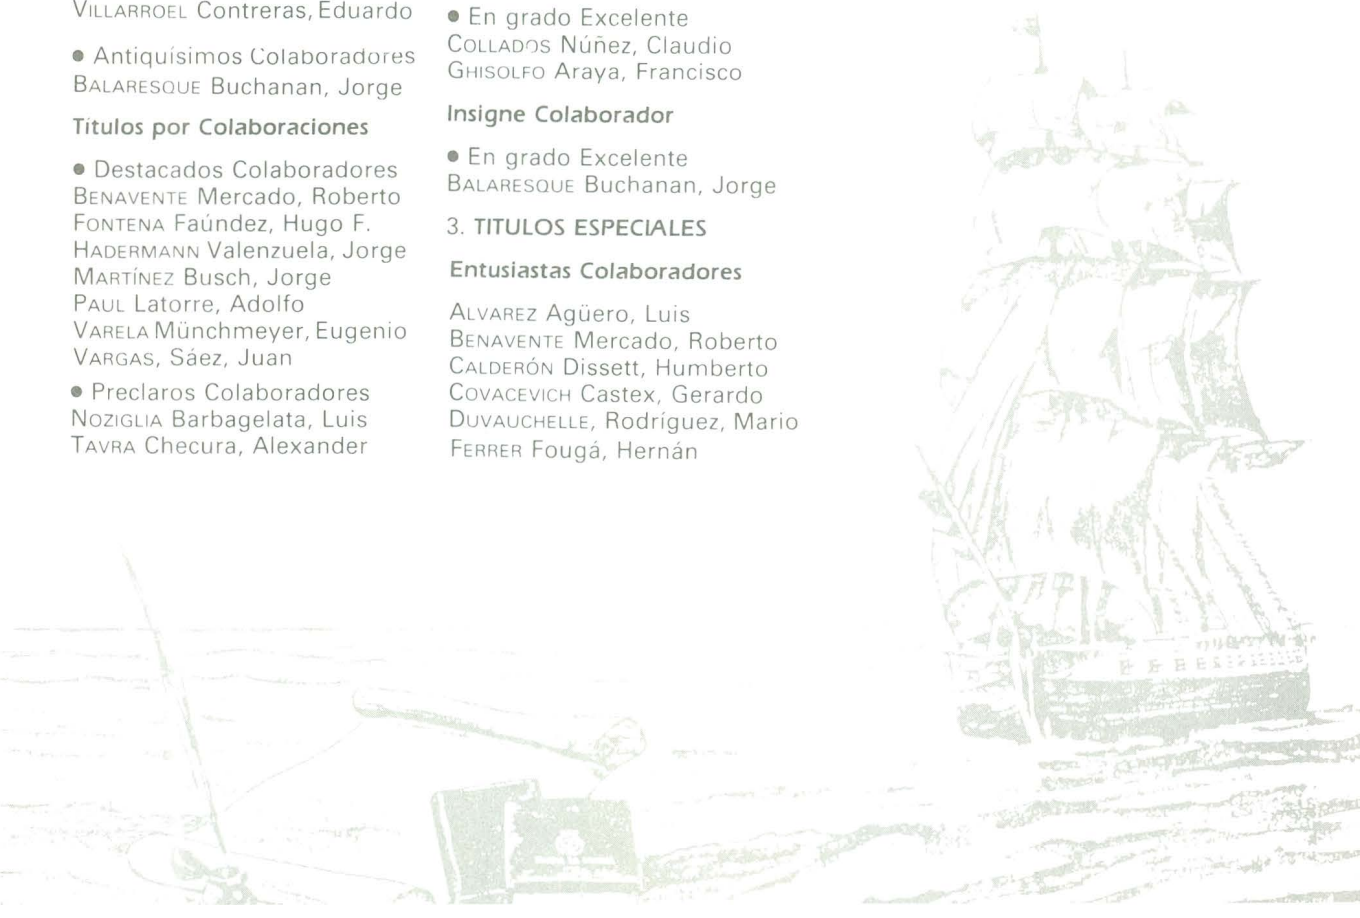 VILLARROEL Contreras, Eduardo
● Antiquísimos Colaboradores
BALARESQUE Buchanan, Jorge
Títulos por Colaboraciones
● Destacados Colaboradores
BENAVENTE Mercado, Roberto
FONTENA Faúndez, Hugo F.
HADERMANN Valenzuela, Jorge
MARTÍNEZ Busch, Jorge
PAUL Latorre, Adolfo
VARELA Münchmeyer, Eugenio
VARGAS, Sáez, Juan
● Preclaros Colaboradores
NOZIGLIA Barbagelata, Luis
TAVRA Checura, Alexander
● En grado Excelente
COLLADOS Núñez, Claudio
GHISOLFO Araya, Francisco
Insigne Colaborador
● En grado Excelente
BALARESQUE Buchanan, Jorge
3. TITULOS ESPECIALES
Entusiastas Colaboradores
ALVAREZ Agüero, Luis
BENAVENTE Mercado, Roberto
CALDERÓN Dissett, Humberto
COVACEVICH Castex, Gerardo
DUVAUCHELLE, Rodríguez, Mario
FERRER Fougá, Hernán